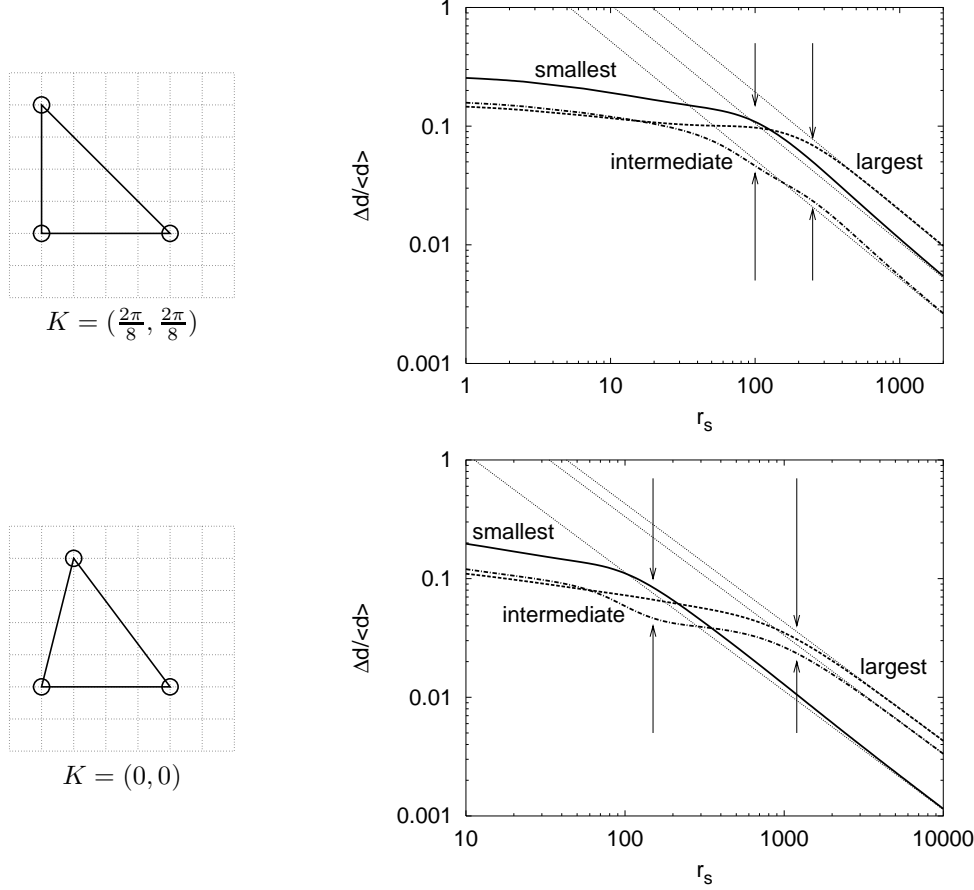 1
0.1
0.01
0.001
Δd/<d>
smallest
intermediate
largest
1 10 100 1000
r_s
K = (2π/8, 2π/8)
1
0.1
0.01
0.001
Δd/<d>
smallest
intermediate
largest
10 100 1000 10000
r_s
K = (0, 0)